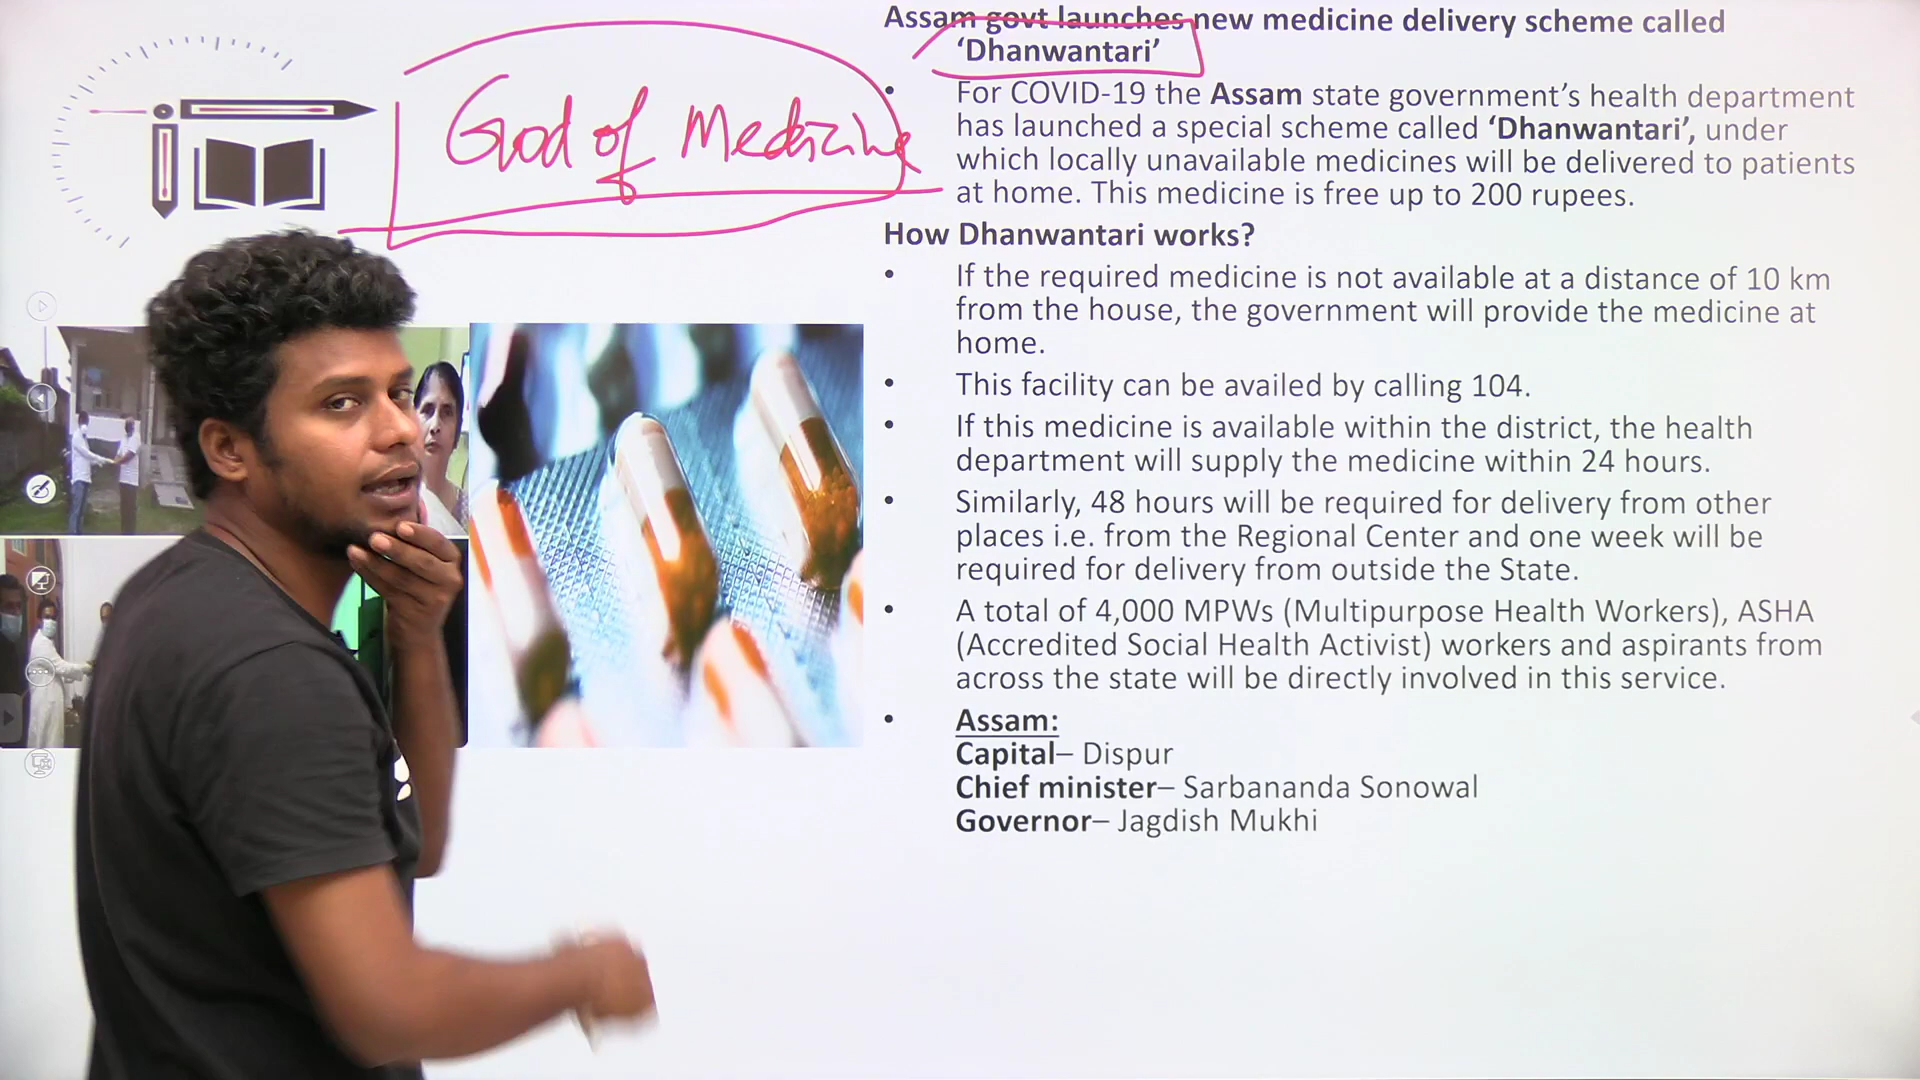 Assam govt launches new medicine delivery scheme called
‘Dhanwantari’
God of Medicine
• For COVID-19 the Assam state government’s health department
has launched a special scheme called ‘Dhanwantari’, under
which locally unavailable medicines will be delivered to patients
at home. This medicine is free up to 200 rupees.
How Dhanwantari works?
• If the required medicine is not available at a distance of 10 km
from the house, the government will provide the medicine at
home.
• This facility can be availed by calling 104.
• If this medicine is available within the district, the health
department will supply the medicine within 24 hours.
• Similarly, 48 hours will be required for delivery from other
places i.e. from the Regional Center and one week will be
required for delivery from outside the State.
• A total of 4,000 MPWs (Multipurpose Health Workers), ASHA
(Accredited Social Health Activist) workers and aspirants from
across the state will be directly involved in this service.
• Assam:
Capital– Dispur
Chief minister– Sarbananda Sonowal
Governor– Jagdish Mukhi